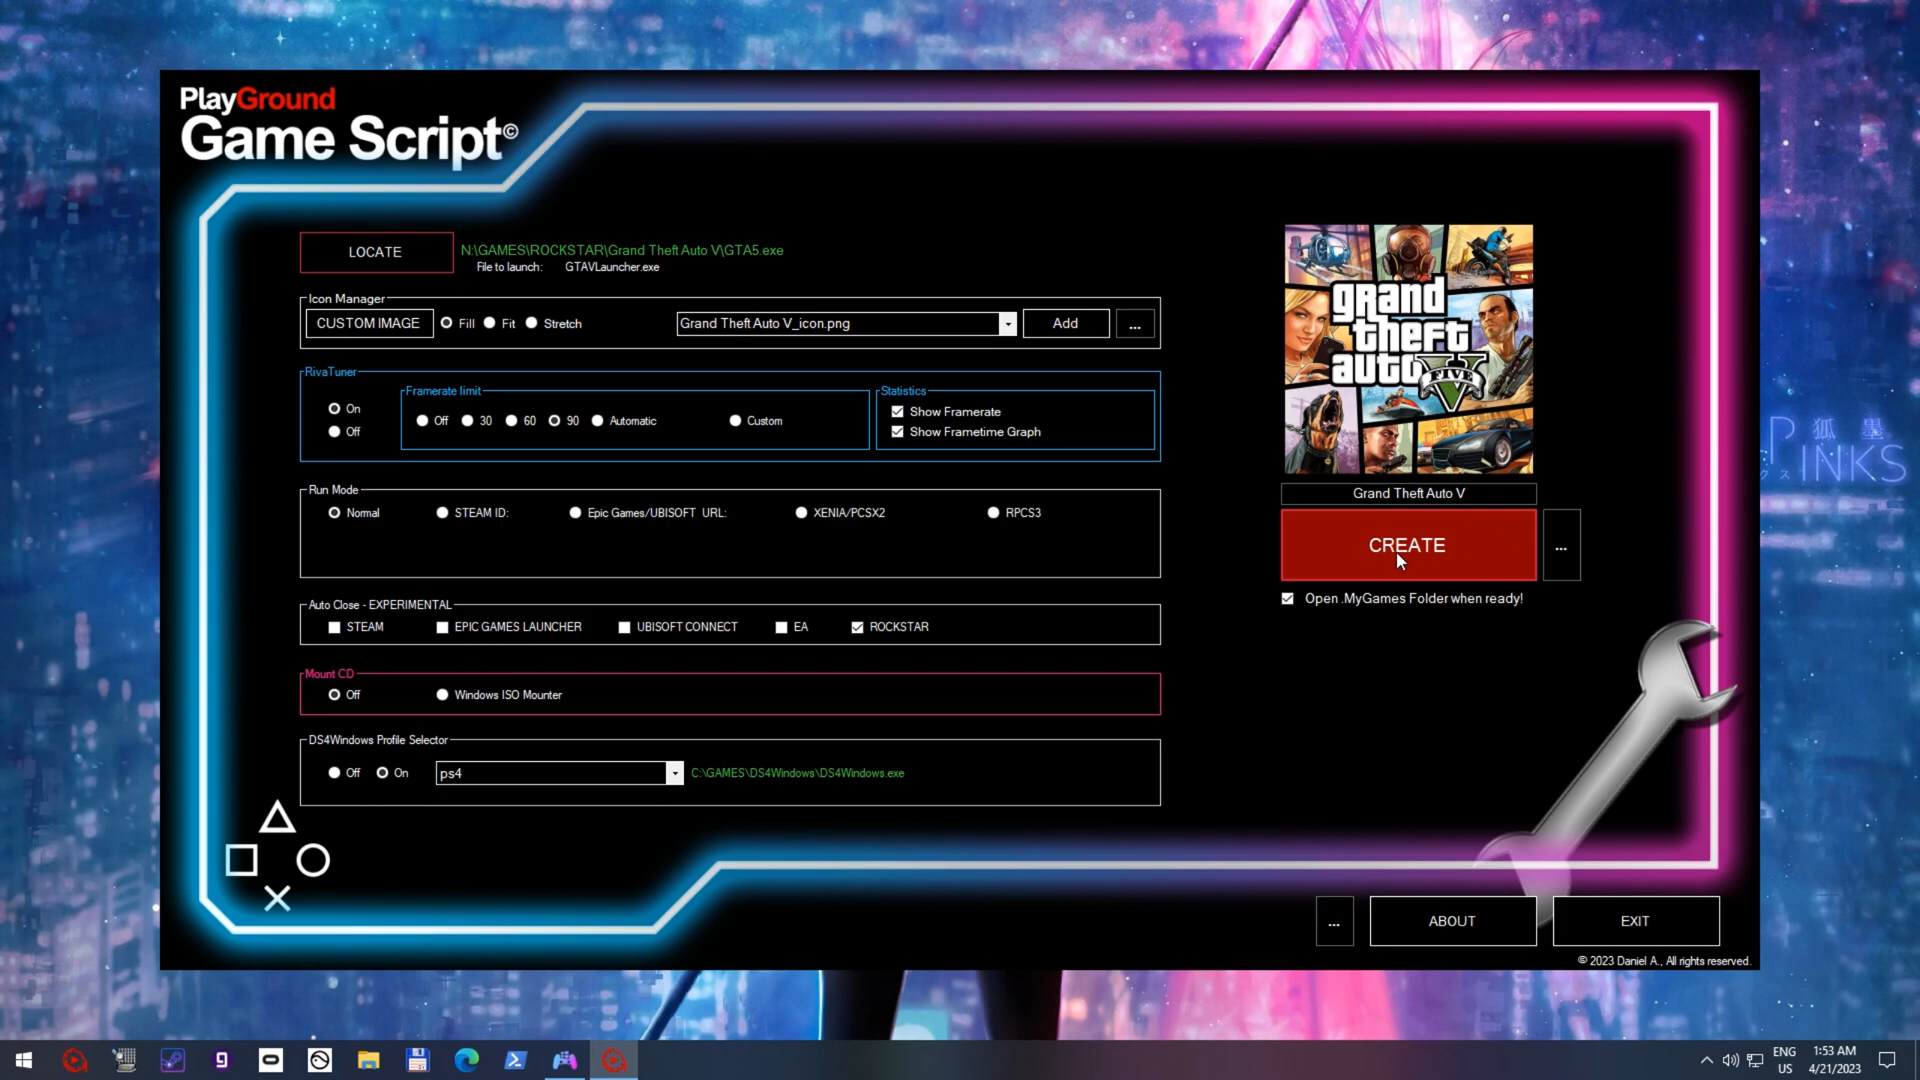 PlayGround
Game Script©
LOCATE
N:\GAMES\ROCKSTAR\Grand Theft Auto V\GTA5.exe
File to launch: GTAVLauncher.exe
Icon Manager
CUSTOM IMAGE Fill Fit Stretch Grand Theft Auto V_icon.png Add ...
RivaTuner
On
Off
Framerate limit
Off 30 60 90 Automatic Custom
Statistics
Show Framerate
Show Frametime Graph
Run Mode
Normal STEAM ID: Epic Games/UBISOFT URL: XENIA/PCSX2 RPCS3
Auto Close - EXPERIMENTAL
STEAM EPIC GAMES LAUNCHER UBISOFT CONNECT EA ROCKSTAR
Mount CD
Off Windows ISO Mounter
DS4Windows Profile Selector
Off On ps4 C:\GAMES\DS4Windows\DS4Windows.exe
grand
theft
auto V
FIVE
Grand Theft Auto V
CREATE ...
Open .MyGames Folder when ready!
... ABOUT EXIT
© 2023 Daniel A., All rights reserved.
狐 墨
PINKS
クス
g
ENG
US
1:53 AM
4/21/2023